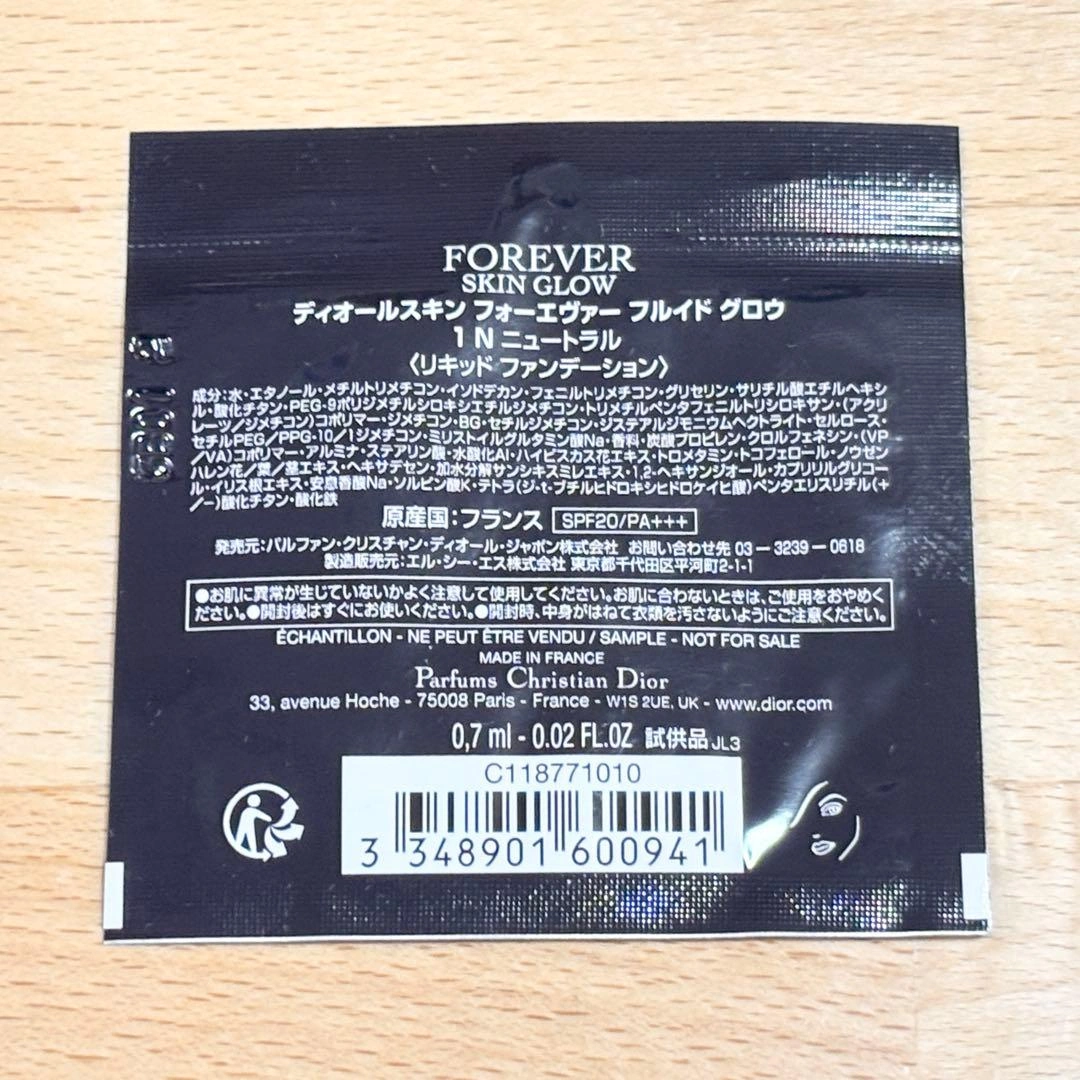 FOREVER
SKIN GLOW
ディオールスキン フォーエヴァー フルイド グロウ
1 N ニュートラル
〈リキッド ファンデーション〉
成分:水・エタノール・メチルトリメチコン・イソドデカン・フェニルトリメチコン・グリセリン・サリチル酸エチルヘキシ
ル・酸化チタン・PEG-9ポリジメチルシロキシエチルジメチコン・トリメチルペンタフェニルトリシロキサン・(アクリ
レーツ/ジメチコン)コポリマー・ジメチコン・BG・セチルジメチコン・ジステアルジモニウムヘクトライト・セルロース・
セチルPEG/PPG-10/1ジメチコン・ミリストイルグルタミン酸Na・香料・炭酸プロピレン・クロルフェネシン・(VP
/VA)コポリマー・アルミナ・ステアリン酸・水酸化Al・ハイビスカス花エキス・トロメタミン・トコフェロール・ノウゼン
ハレン花/葉/茎エキス・ヘキサデセン・加水分解サンシキスミレエキス・1,2-ヘキサンジオール・カプリリルグリコー
ル・イリス根エキス・安息香酸Na・ソルビン酸K・テトラ(ジ-t-ブチルヒドロキシヒドロケイヒ酸)ペンタエリスリチル(+
/-)酸化チタン・酸化鉄
原産国:フランス SPF20/PA+++
発売元:パルファン・クリスチャン・ディオール・ジャポン株式会社 お問い合わせ先 03-3239-0618
製造販売元:エル・シー・エス株式会社 東京都千代田区平河町2-1-1
●お肌に異常が生じていないかよく注意して使用してください。お肌に合わないときは、ご使用をおやめく
ださい。●開封後はすぐにお使いください。●開封時、中身がはねて衣類を汚さないようにご注意ください。
ÉCHANTILLON - NE PEUT ÊTRE VENDU / SAMPLE - NOT FOR SALE
MADE IN FRANCE
Parfums Christian Dior
33, avenue Hoche - 75008 Paris - France - W1S 2UE, UK - www.dior.com
0,7 ml - 0.02 FL.OZ 試供品 JL3
C118771010
3 348901 600941